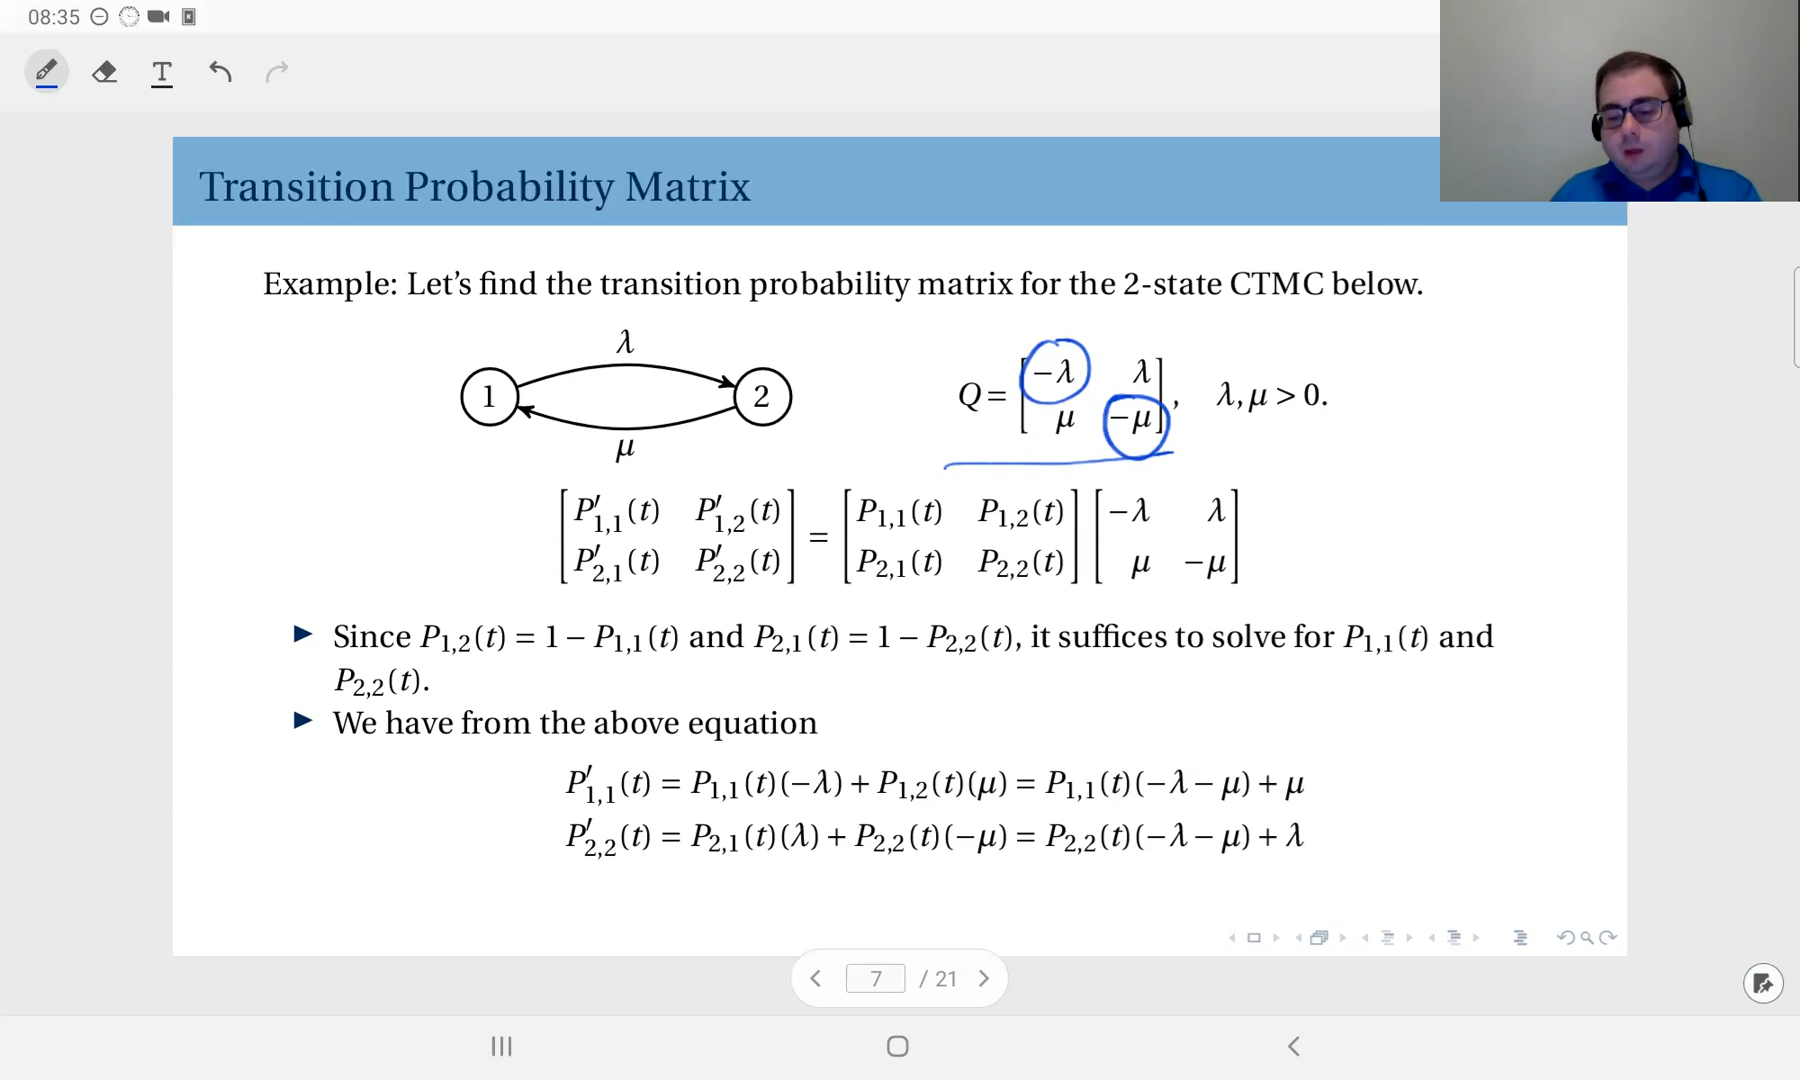 08:35
T
Transition Probability Matrix
Example: Let's find the transition probability matrix for the 2-state CTMC below.
λ
1 2
μ
Q = [ −λ λ ; μ −μ ], λ, μ > 0.
[ P′1,1(t) P′1,2(t) ; P′2,1(t) P′2,2(t) ] = [ P1,1(t) P1,2(t) ; P2,1(t) P2,2(t) ] [ −λ λ ; μ −μ ]
▶ Since P1,2(t) = 1 − P1,1(t) and P2,1(t) = 1 − P2,2(t), it suffices to solve for P1,1(t) and
P2,2(t).
▶ We have from the above equation
P′1,1(t) = P1,1(t)(−λ) + P1,2(t)(μ) = P1,1(t)(−λ − μ) + μ
P′2,2(t) = P2,1(t)(λ) + P2,2(t)(−μ) = P2,2(t)(−λ − μ) + λ
7 / 21